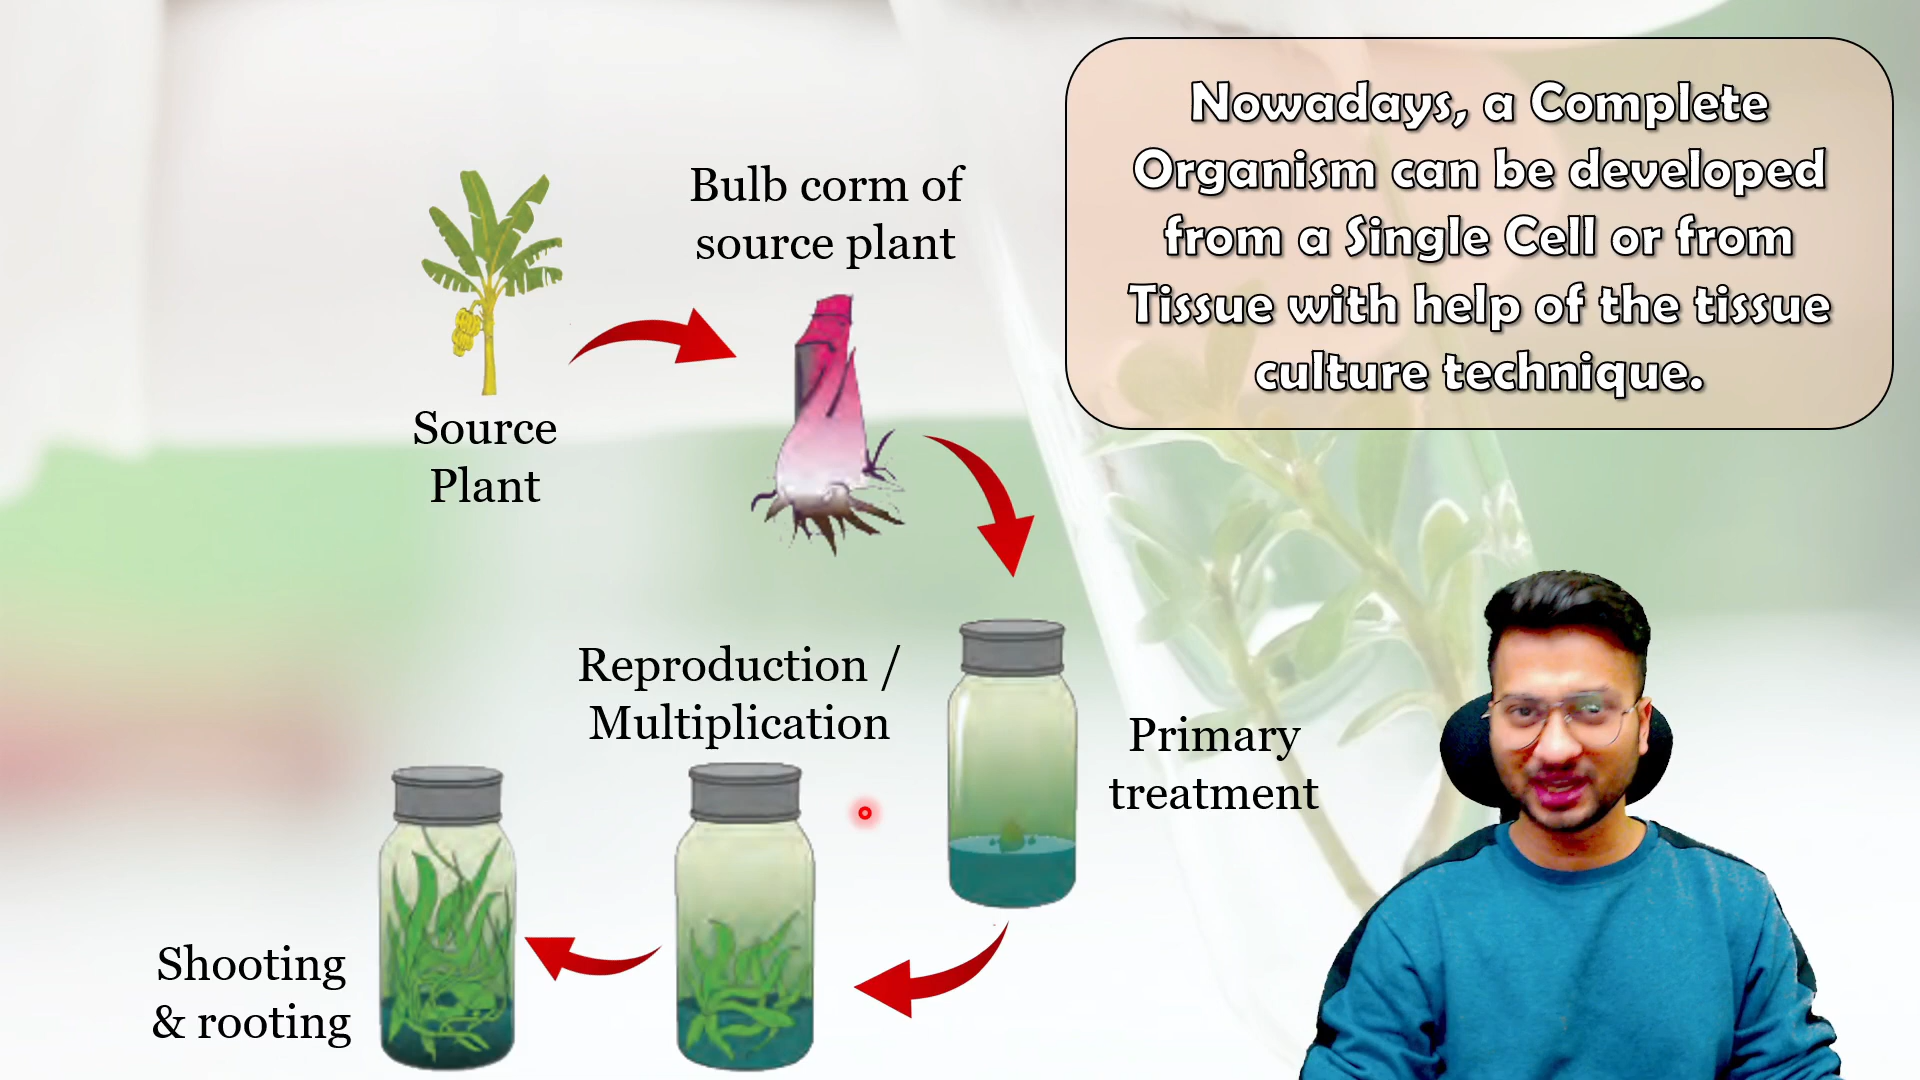 Nowadays, a Complete
Organism can be developed
from a Single Cell or from
Tissue with help of the tissue
culture technique.
Bulb corm of
source plant
Source
Plant
Reproduction /
Multiplication
Primary
treatment
Shooting
& rooting